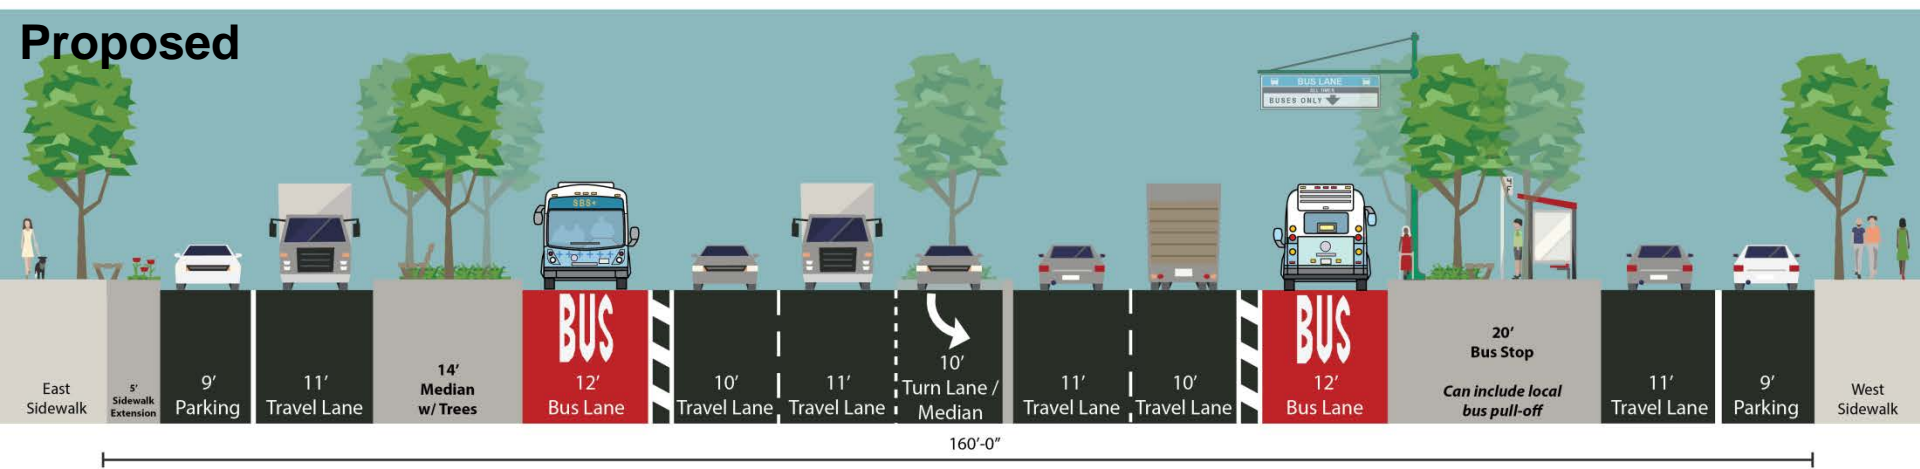 Proposed
BUS LANE
BUSES ONLY
SBS+
BUS
BUS
East
Sidewalk
5'
Sidewalk
Extension
9'
Parking
11'
Travel Lane
14'
Median
w/ Trees
12'
Bus Lane
10'
Travel Lane
11'
Travel Lane
10'
Turn Lane /
Median
11'
Travel Lane
10'
Travel Lane
12'
Bus Lane
20'
Bus Stop
Can include local
bus pull-off
11'
Travel Lane
9'
Parking
West
Sidewalk
160'-0"